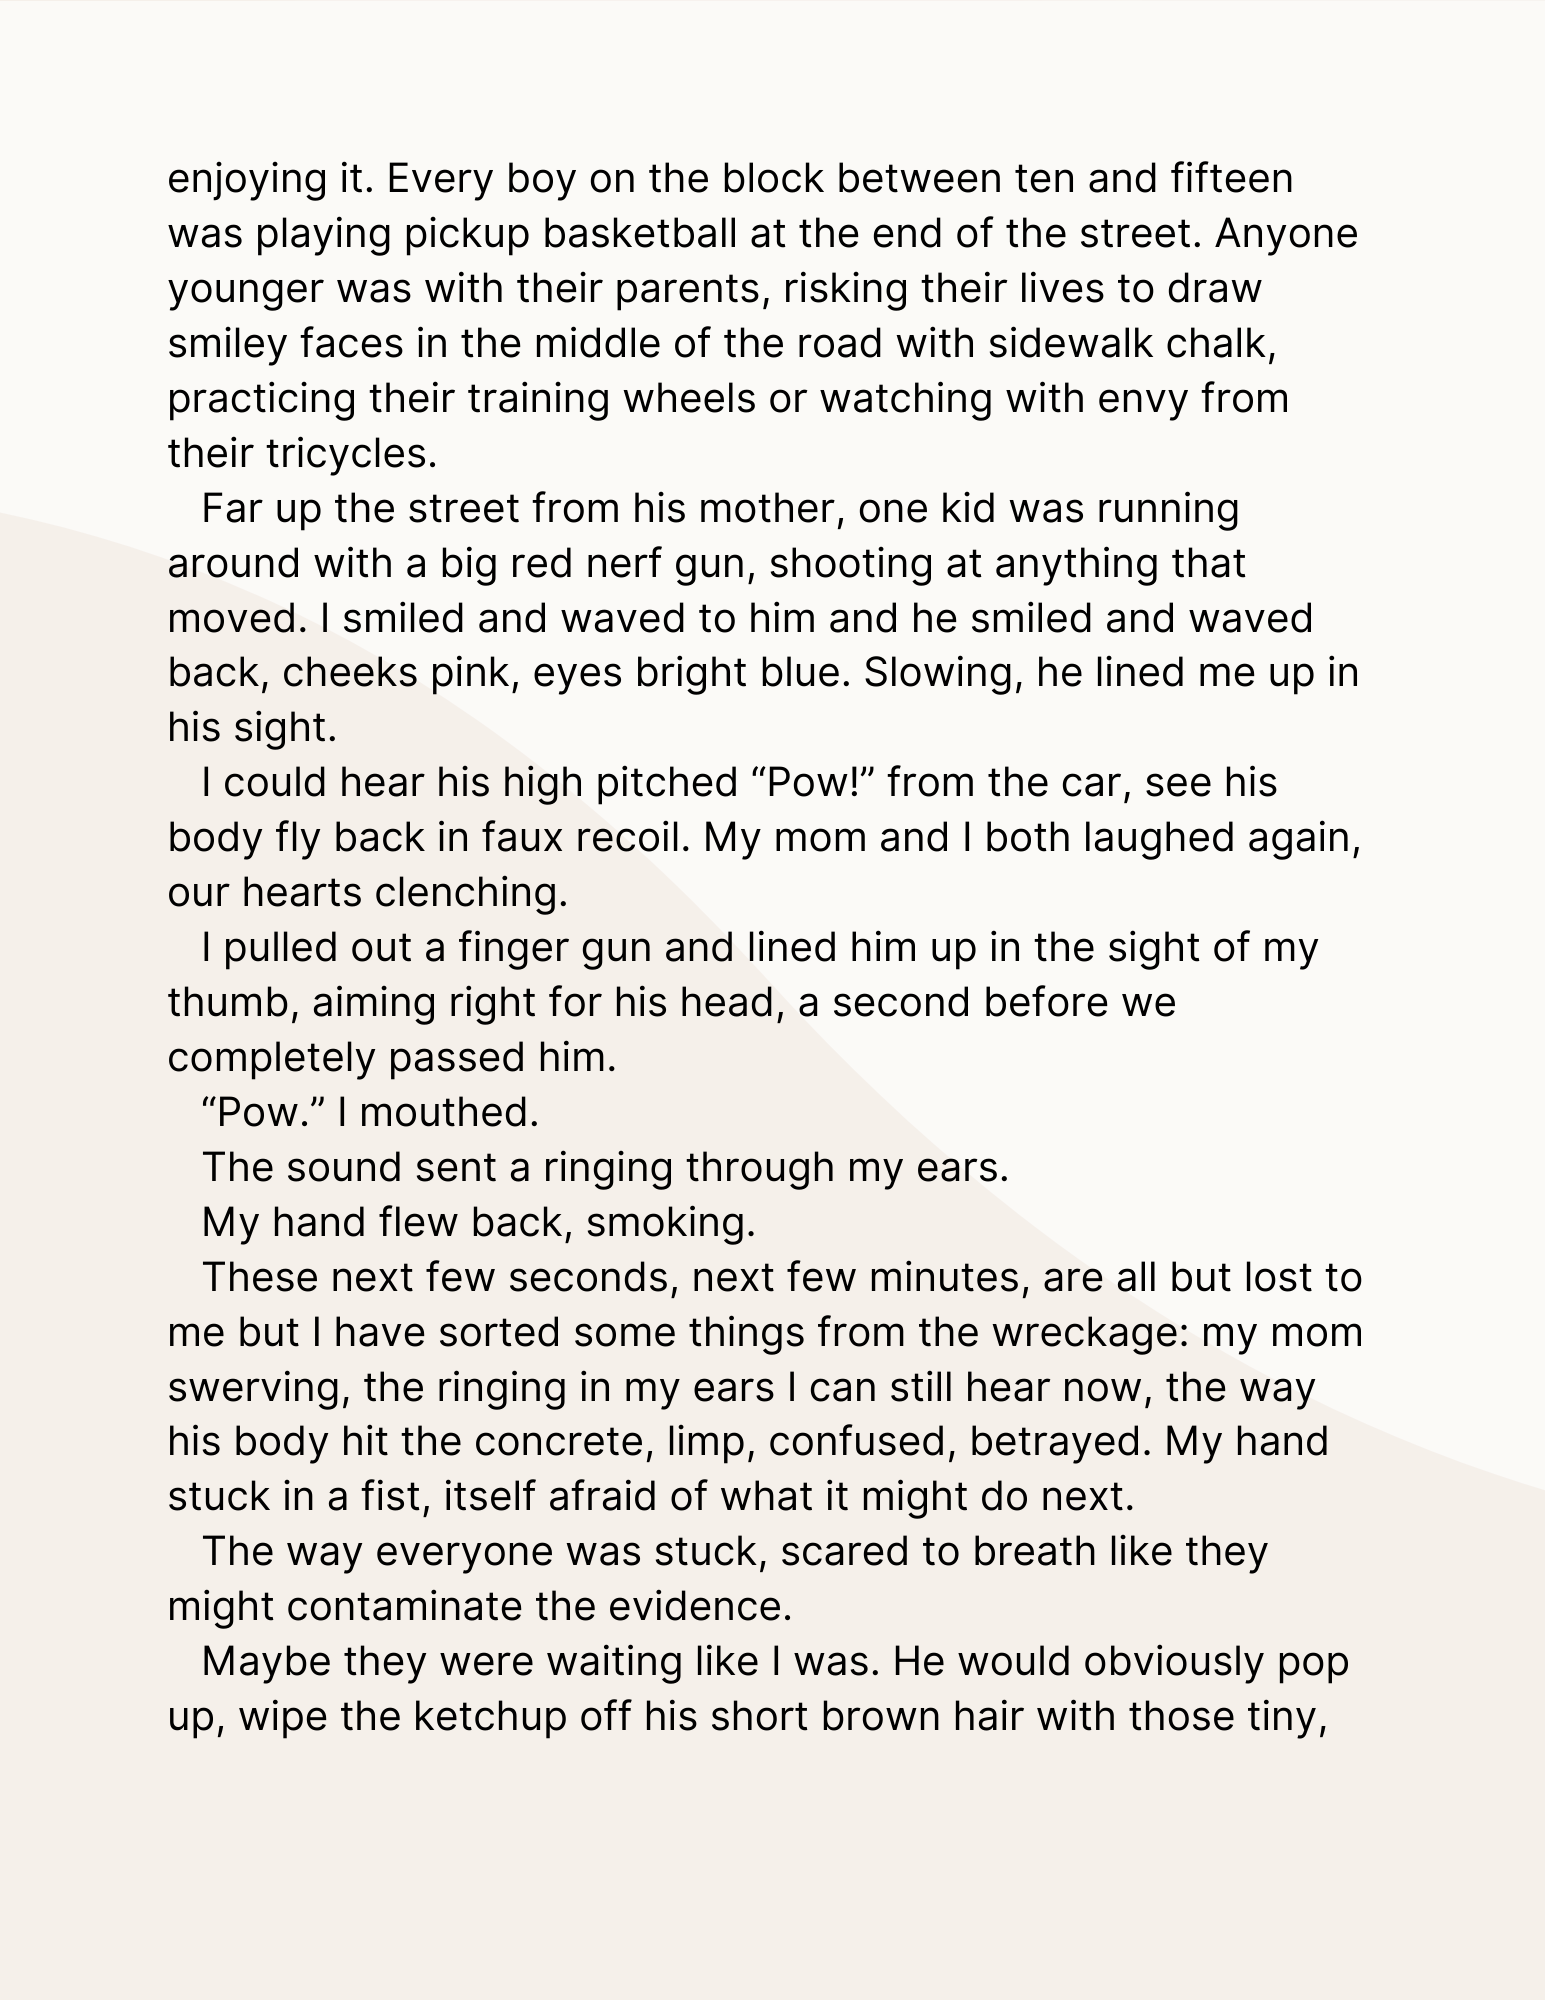 enjoying it. Every boy on the block between ten and fifteen
was playing pickup basketball at the end of the street. Anyone
younger was with their parents, risking their lives to draw
smiley faces in the middle of the road with sidewalk chalk,
practicing their training wheels or watching with envy from
their tricycles.
Far up the street from his mother, one kid was running
around with a big red nerf gun, shooting at anything that
moved. I smiled and waved to him and he smiled and waved
back, cheeks pink, eyes bright blue. Slowing, he lined me up in
his sight.
I could hear his high pitched “Pow!” from the car, see his
body fly back in faux recoil. My mom and I both laughed again,
our hearts clenching.
I pulled out a finger gun and lined him up in the sight of my
thumb, aiming right for his head, a second before we
completely passed him.
“Pow.” I mouthed.
The sound sent a ringing through my ears.
My hand flew back, smoking.
These next few seconds, next few minutes, are all but lost to
me but I have sorted some things from the wreckage: my mom
swerving, the ringing in my ears I can still hear now, the way
his body hit the concrete, limp, confused, betrayed. My hand
stuck in a fist, itself afraid of what it might do next.
The way everyone was stuck, scared to breath like they
might contaminate the evidence.
Maybe they were waiting like I was. He would obviously pop
up, wipe the ketchup off his short brown hair with those tiny,